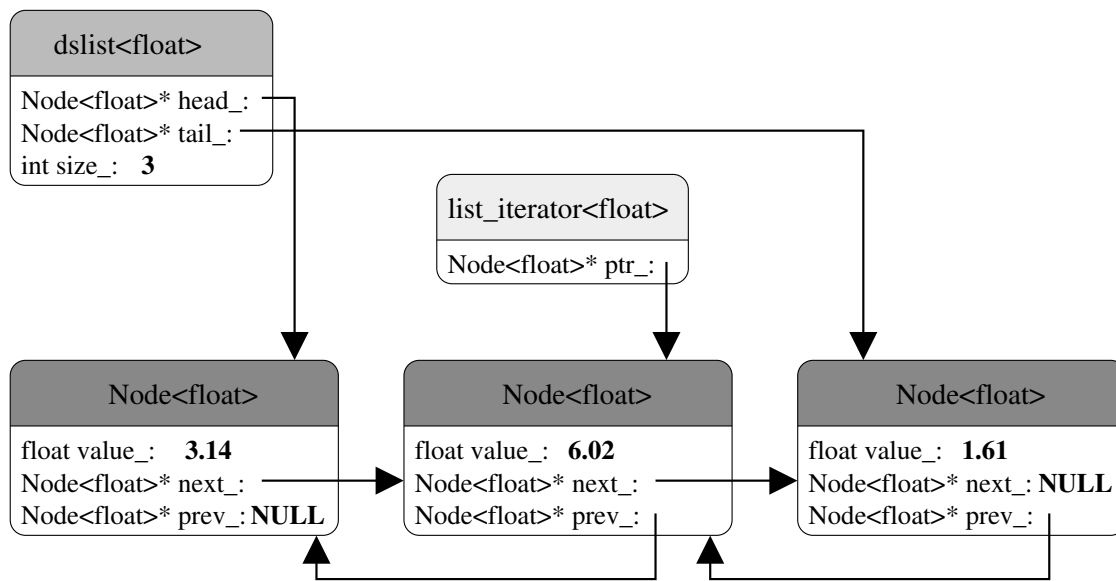 dslist<float>
Node<float>* head_:
Node<float>* tail_:
int size_: 3
list_iterator<float>
Node<float>* ptr_:
Node<float>
float value_: 3.14
Node<float>* next_:
Node<float>* prev_: NULL
Node<float>
float value_: 6.02
Node<float>* next_:
Node<float>* prev_:
Node<float>
float value_: 1.61
Node<float>* next_: NULL
Node<float>* prev_: